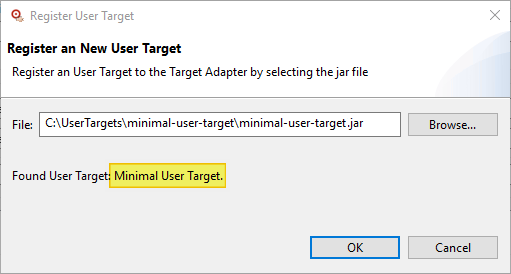 Register User Target
Register an New User Target
Register an User Target to the Target Adapter by selecting the jar file
File: C:\UserTargets\minimal-user-target\minimal-user-target.jar Browse...
Found User Target: Minimal User Target.
OK Cancel